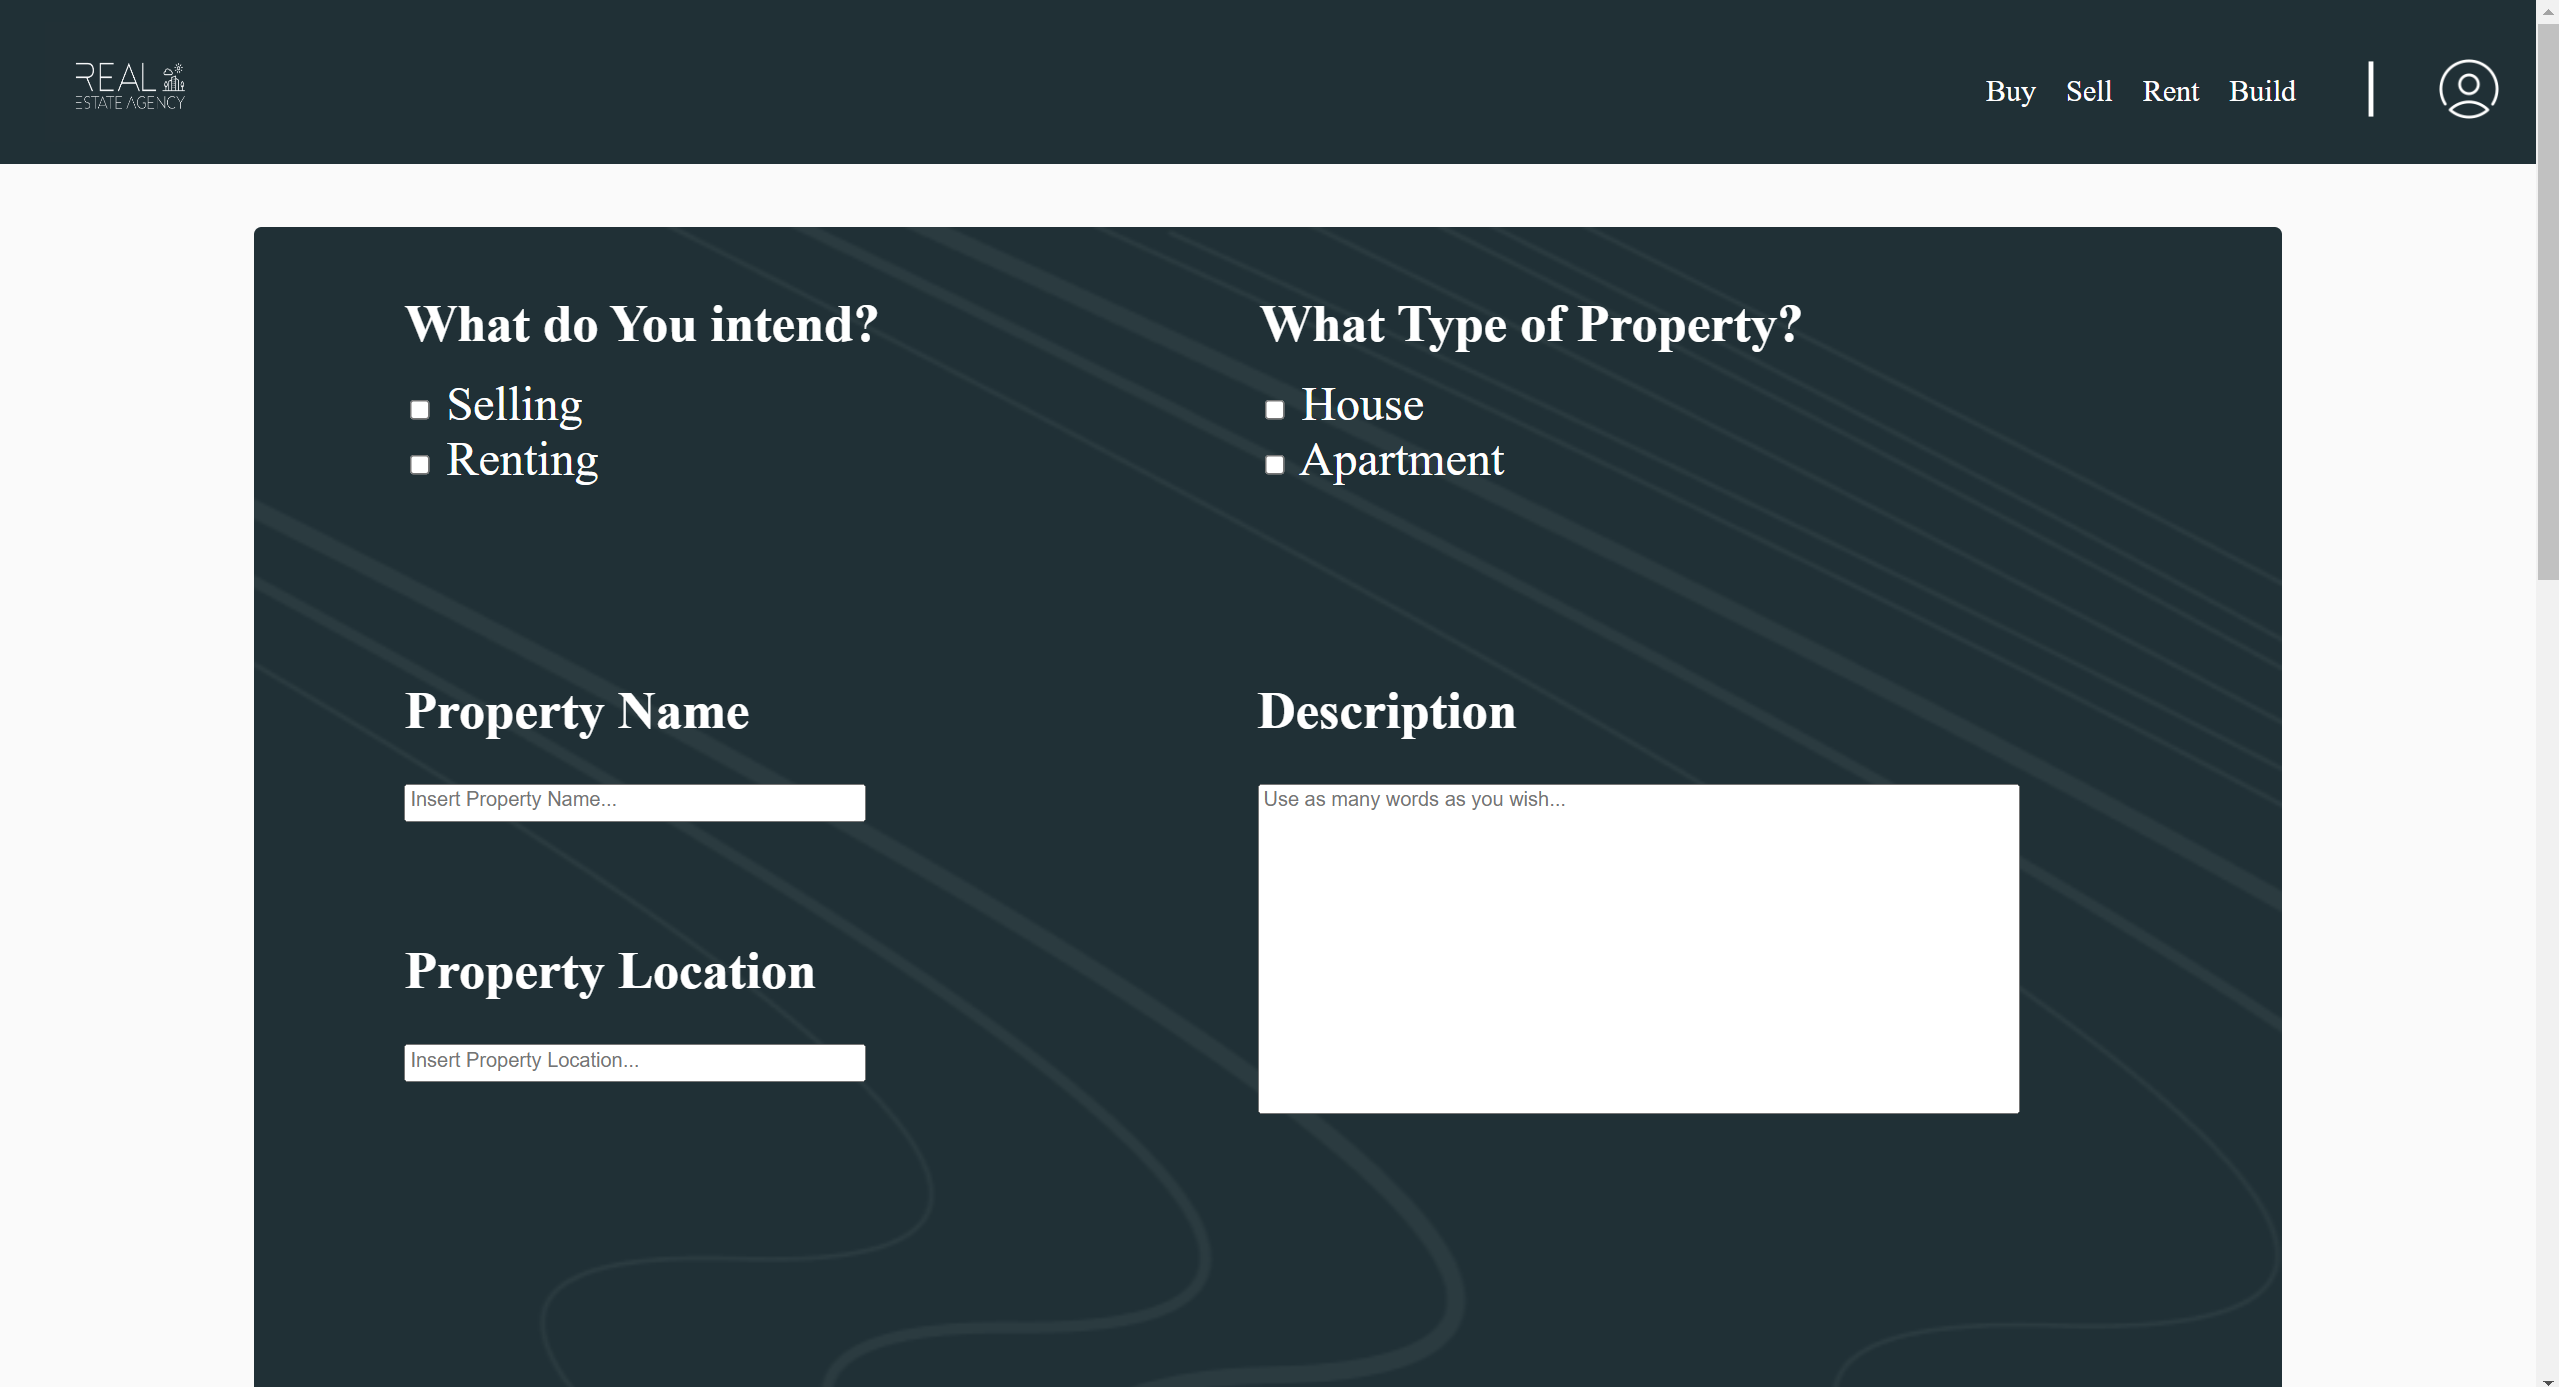 REAL
ESTATE AGENCY
Buy Sell Rent Build
What do You intend?
Selling
Renting
What Type of Property?
House
Apartment
Property Name
Insert Property Name...
Description
Use as many words as you wish...
Property Location
Insert Property Location...